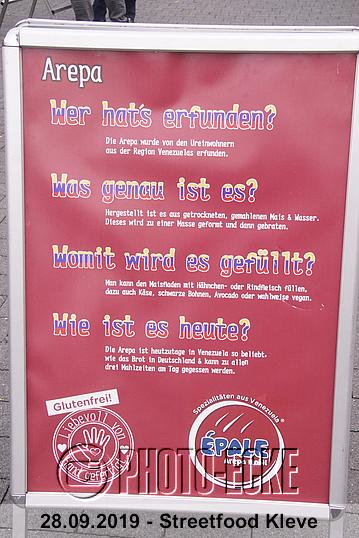 Arepa
Wer hat's erfunden?
Die Arepa wurde von den Ureinwohnern
aus der Region Venezuelas erfunden.
Was genau ist es?
Hergestellt ist es aus getrockneten, gemahlenen Mais & Wasser.
Dieses wird zu einer Masse geformt und dann gebraten.
Womit wird es gefüllt?
Man kann den Maisfladen mit Hähnchen- oder Rindfleisch füllen,
dazu auch Käse, schwarze Bohnen, Avocado oder wahlweise vegan.
Wie ist es heute?
Die Arepa ist heutzutage in Venezuela so beliebt,
wie das Brot in Deutschland & kann zu allen
drei Mahlzeiten am Tag gegessen werden.
Glutenfrei!
Liebevoll von
Hand gefertigt
Spezialitäten aus Venezuela
ÉPALE
Arepa
PHOTO-LUKE
28.09.2019 - Streetfood Kleve